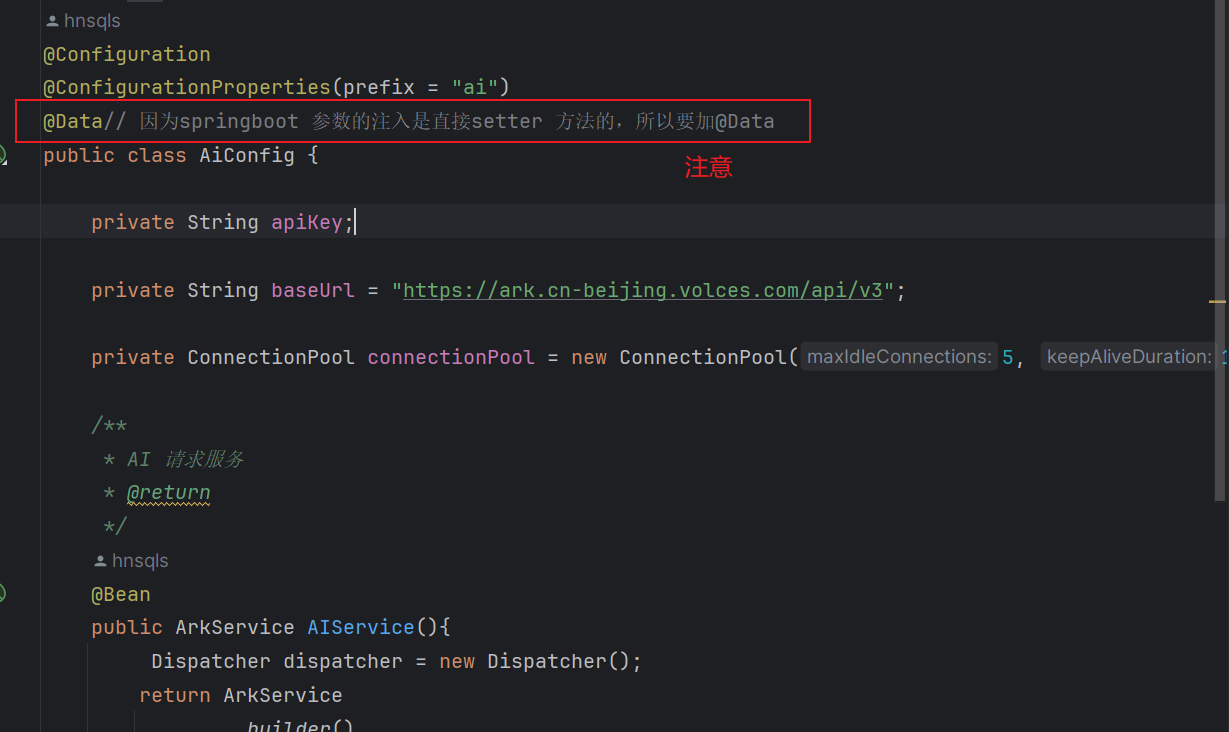 hnsqls
@Configuration
@ConfigurationProperties(prefix = "ai")
@Data// 因为springboot 参数的注入是直接setter 方法的，所以要加@Data
public class AiConfig {
注意
private String apiKey;
private String baseUrl = "https://ark.cn-beijing.volces.com/api/v3";
private ConnectionPool connectionPool = new ConnectionPool(maxIdleConnections: 5, keepAliveDuration:
/**
* AI 请求服务
* @return
*/
hnsqls
@Bean
public ArkService AIService(){
Dispatcher dispatcher = new Dispatcher();
return ArkService
.builder()